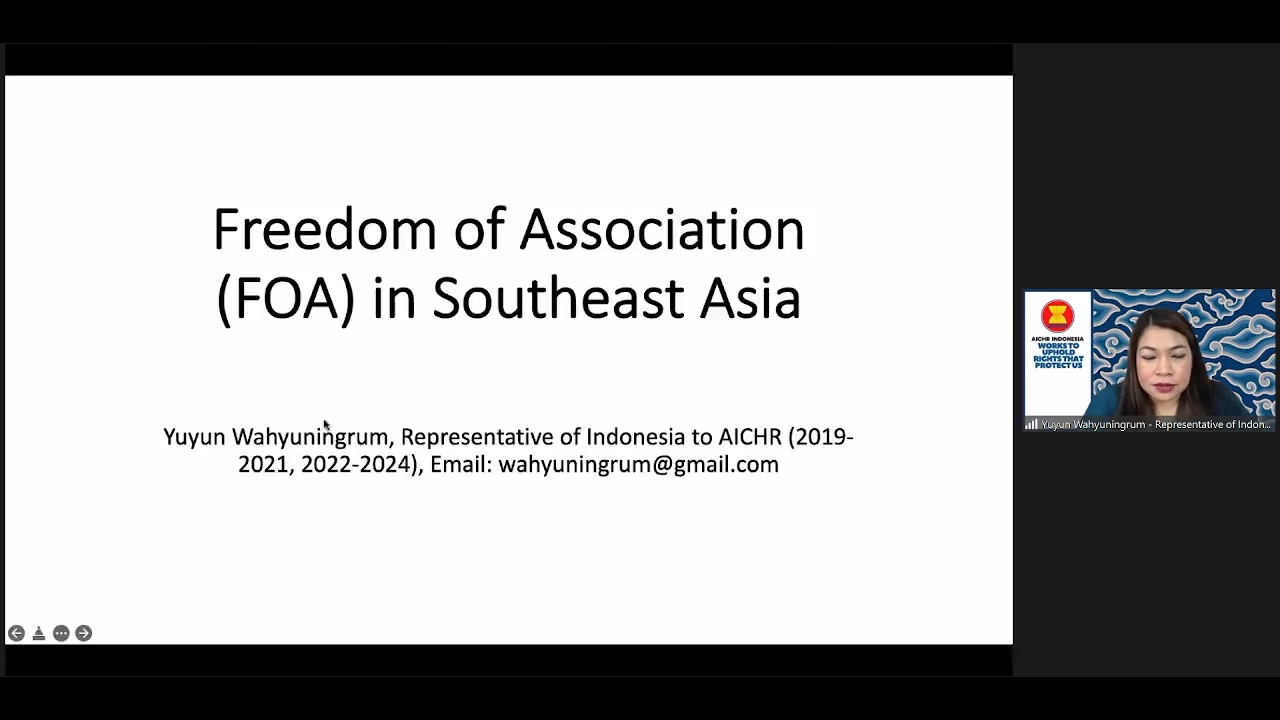 Freedom of Association
(FOA) in Southeast Asia
Yuyun Wahyuningrum, Representative of Indonesia to AICHR (2019-
2021, 2022-2024), Email: wahyuningrum@gmail.com
AICHR INDONESIA
WORKS TO
UPHOLD
RIGHTS THAT
PROTECT US
Yuyun Wahyuningrum - Representative of Indon...